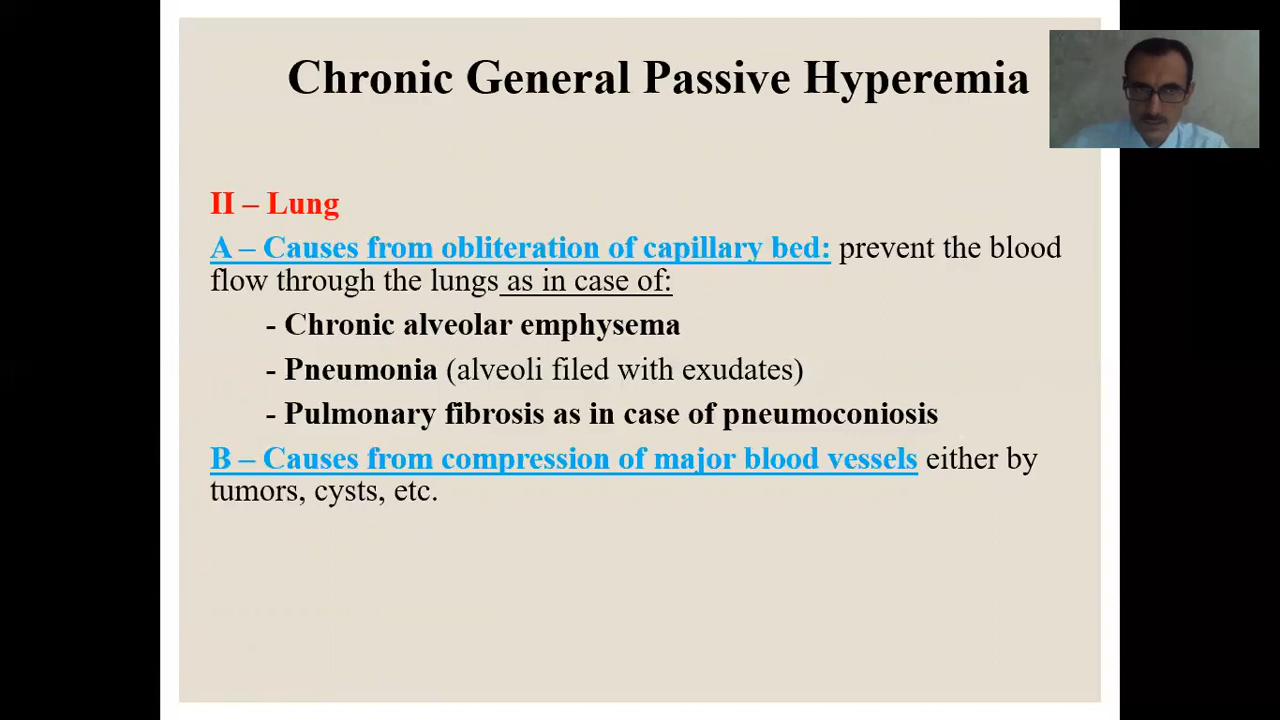 Chronic General Passive Hyperemia
II – Lung
A – Causes from obliteration of capillary bed: prevent the blood
flow through the lungs as in case of:
- Chronic alveolar emphysema
- Pneumonia (alveoli filed with exudates)
- Pulmonary fibrosis as in case of pneumoconiosis
B – Causes from compression of major blood vessels either by
tumors, cysts, etc.